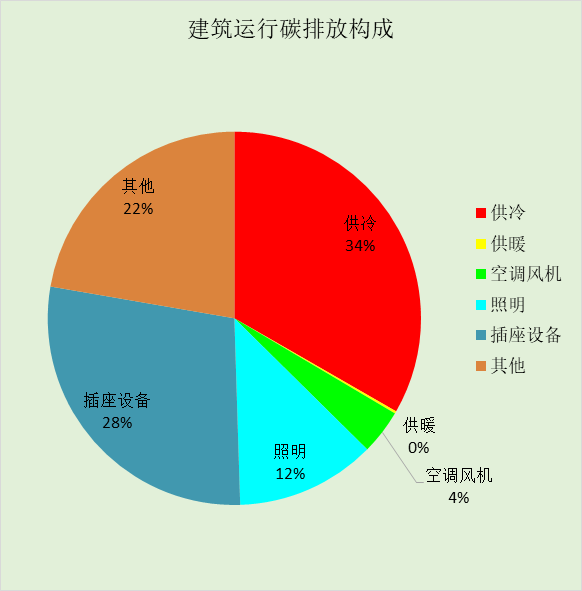 建筑运行碳排放构成
其他
22%
供冷
34%
供冷
供暖
空调风机
照明
插座设备
其他
插座设备
28%
供暖
0%
照明
12%
空调风机
4%